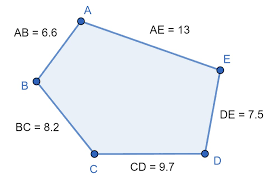 A
AE = 13
AB = 6.6
E
B
DE = 7.5
BC = 8.2
C
CD = 9.7
D